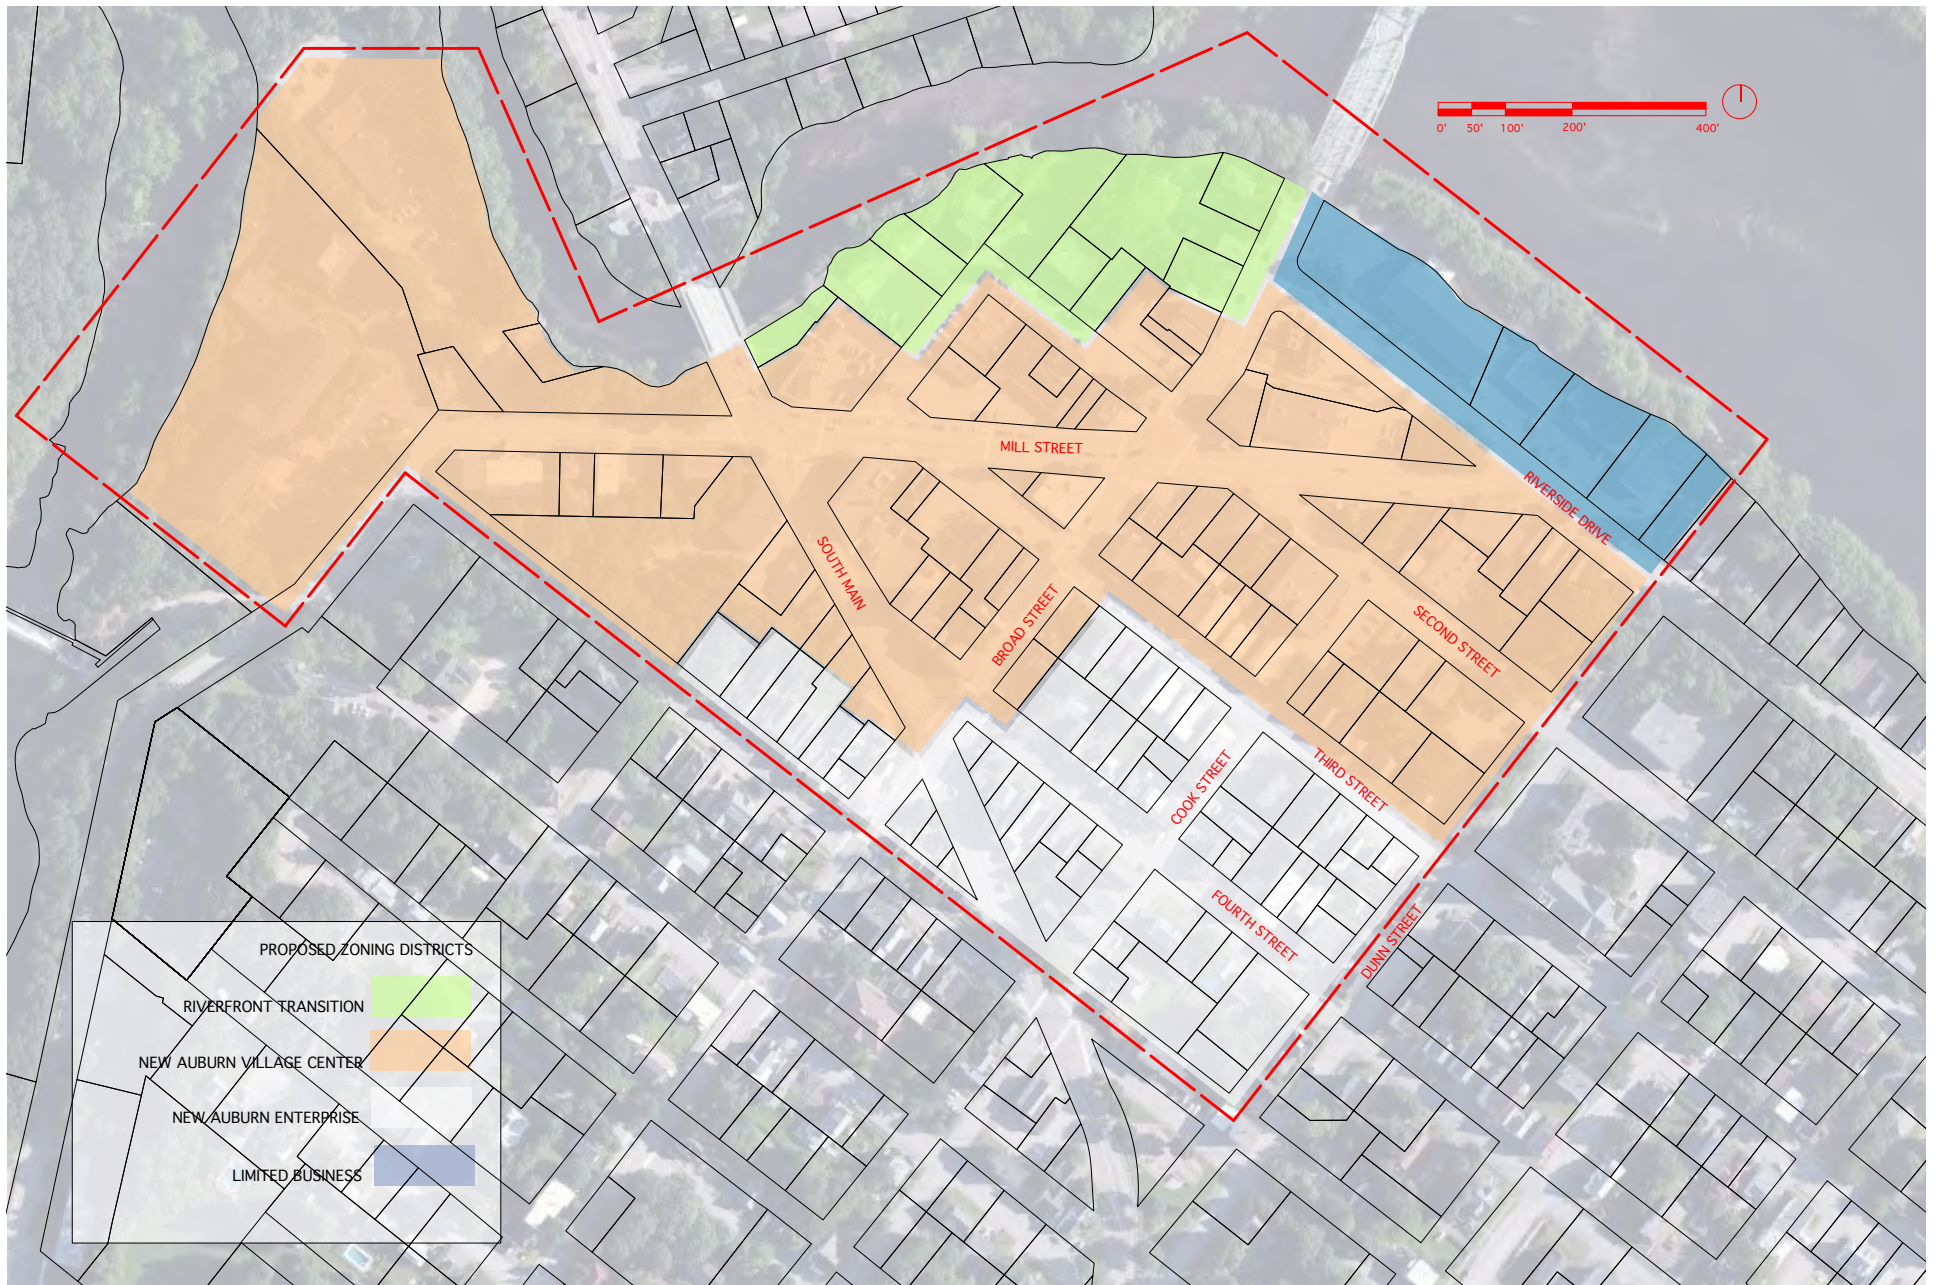 0' 50' 100' 200' 400'
MILL STREET
RIVERSIDE DRIVE
SOUTH MAIN
BROAD STREET
SECOND STREET
THIRD STREET
COOK STREET
FOURTH STREET
DUNN STREET
PROPOSED ZONING DISTRICTS
RIVERFRONT TRANSITION
NEW AUBURN VILLAGE CENTER
NEW AUBURN ENTERPRISE
LIMITED BUSINESS